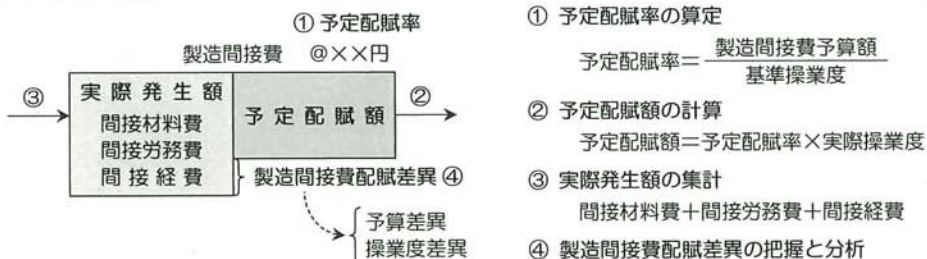 ① 予定配賦率
製造間接費 @××円
③
実際発生額
間接材料費
間接労務費
間接経費
予定配賦額
②
製造間接費配賦差異 ④
予算差異
操業度差異
① 予定配賦率の算定
予定配賦率＝製造間接費予算額
基準操業度
② 予定配賦額の計算
予定配賦額＝予定配賦率×実際操業度
③ 実際発生額の集計
間接材料費＋間接労務費＋間接経費
④ 製造間接費配賦差異の把握と分析